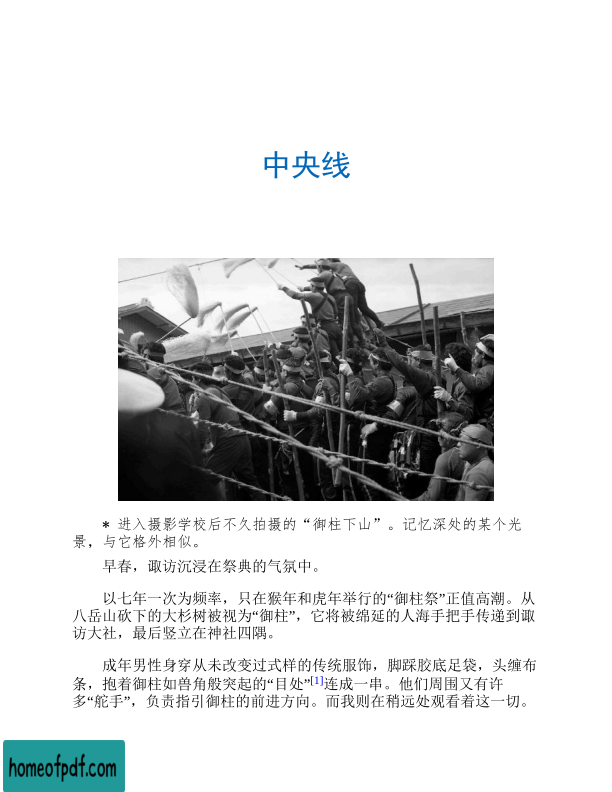 中央线
* 进入摄影学校后不久拍摄的“御柱下山”。记忆深处的某个光
景，与它格外相似。
早春，诹访沉浸在祭典的气氛中。
以七年一次为频率，只在猴年和虎年举行的“御柱祭”正值高潮。从
八岳山砍下的大杉树被视为“御柱”，它将被绵延的人海手把手传递到诹
访大社，最后竖立在神社四隅。
成年男性身穿从未改变过式样的传统服饰，脚踩胶底足袋，头缠布
条，抱着御柱如兽角般突起的“目处”[1]连成一串。他们周围又有许
多“舵手”，负责指引御柱的前进方向。而我则在稍远处观看着这一切。
homeofpdf.com